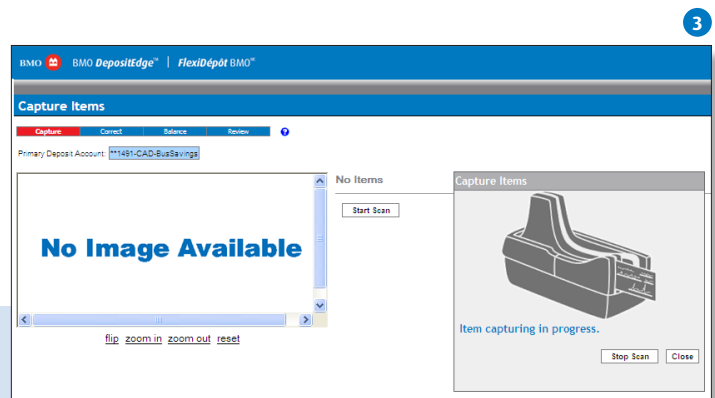 3
BMO BMO DepositEdge™ | FlexiDépôt BMO™
Capture Items
Capture Correct Balance Review ?
Primary Deposit Account: **1491-CAD-BusSavings
No Image Available
flip zoom in zoom out reset
No Items
Start Scan
Capture Items
Item capturing in progress.
Stop Scan Close